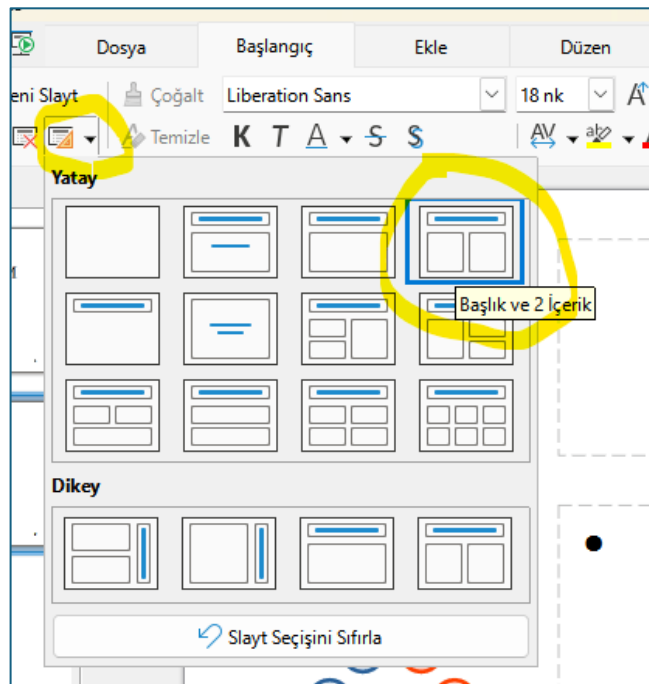 Dosya Başlangıç Ekle Düzen
eni Slayt Çoğalt Liberation Sans 18 nk
Temizle K T A S S AV
Yatay
Başlık ve 2 İçerik
Dikey
Slayt Seçişini Sıfırla